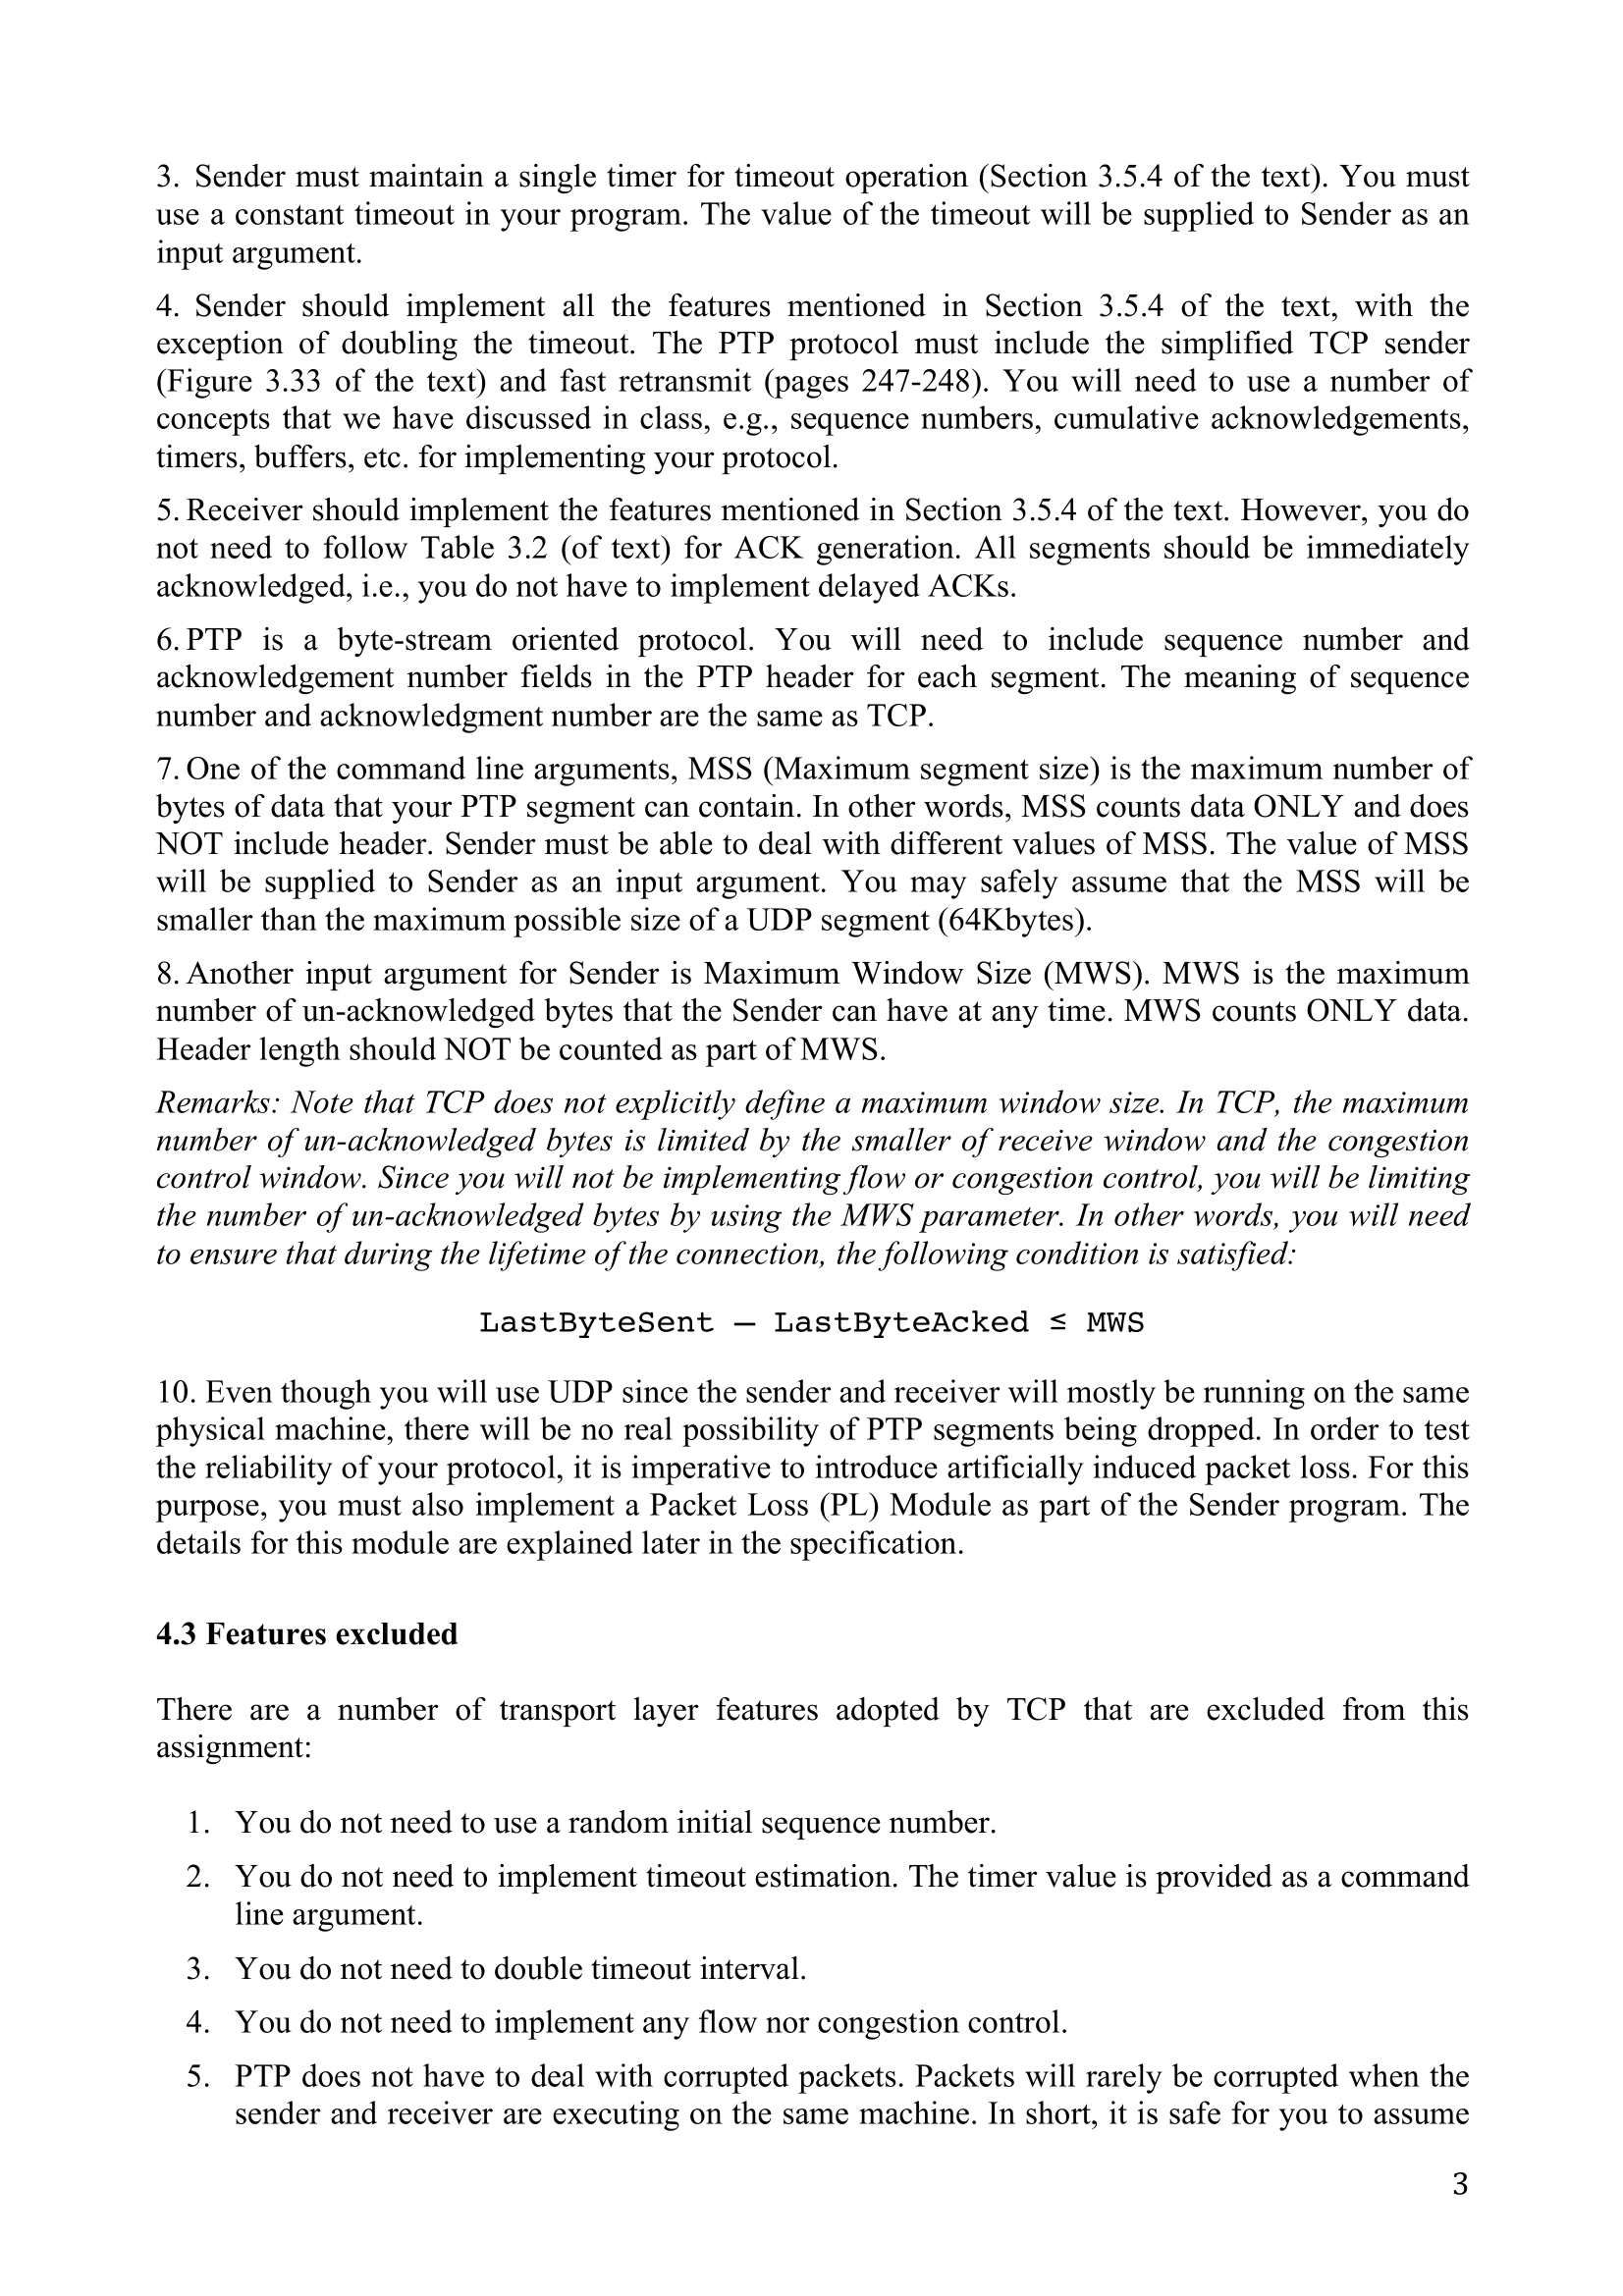 3. Sender must maintain a single timer for timeout operation (Section 3.5.4 of the text). You must
use a constant timeout in your program. The value of the timeout will be supplied to Sender as an
input argument.
4. Sender should implement all the features mentioned in Section 3.5.4 of the text, with the
exception of doubling the timeout. The PTP protocol must include the simplified TCP sender
(Figure 3.33 of the text) and fast retransmit (pages 247-248). You will need to use a number of
concepts that we have discussed in class, e.g., sequence numbers, cumulative acknowledgements,
timers, buffers, etc. for implementing your protocol.
5. Receiver should implement the features mentioned in Section 3.5.4 of the text. However, you do
not need to follow Table 3.2 (of text) for ACK generation. All segments should be immediately
acknowledged, i.e., you do not have to implement delayed ACKs.
6. PTP is a byte-stream oriented protocol. You will need to include sequence number and
acknowledgement number fields in the PTP header for each segment. The meaning of sequence
number and acknowledgment number are the same as TCP.
7. One of the command line arguments, MSS (Maximum segment size) is the maximum number of
bytes of data that your PTP segment can contain. In other words, MSS counts data ONLY and does
NOT include header. Sender must be able to deal with different values of MSS. The value of MSS
will be supplied to Sender as an input argument. You may safely assume that the MSS will be
smaller than the maximum possible size of a UDP segment (64Kbytes).
8. Another input argument for Sender is Maximum Window Size (MWS). MWS is the maximum
number of un-acknowledged bytes that the Sender can have at any time. MWS counts ONLY data.
Header length should NOT be counted as part of MWS.
Remarks: Note that TCP does not explicitly define a maximum window size. In TCP, the maximum
number of un-acknowledged bytes is limited by the smaller of receive window and the congestion
control window. Since you will not be implementing flow or congestion control, you will be limiting
the number of un-acknowledged bytes by using the MWS parameter. In other words, you will need
to ensure that during the lifetime of the connection, the following condition is satisfied:
LastByteSent – LastByteAcked ≤ MWS
10. Even though you will use UDP since the sender and receiver will mostly be running on the same
physical machine, there will be no real possibility of PTP segments being dropped. In order to test
the reliability of your protocol, it is imperative to introduce artificially induced packet loss. For this
purpose, you must also implement a Packet Loss (PL) Module as part of the Sender program. The
details for this module are explained later in the specification.
4.3 Features excluded
There are a number of transport layer features adopted by TCP that are excluded from this
assignment:
1. You do not need to use a random initial sequence number.
2. You do not need to implement timeout estimation. The timer value is provided as a command
line argument.
3. You do not need to double timeout interval.
4. You do not need to implement any flow nor congestion control.
5. PTP does not have to deal with corrupted packets. Packets will rarely be corrupted when the
sender and receiver are executing on the same machine. In short, it is safe for you to assume
3